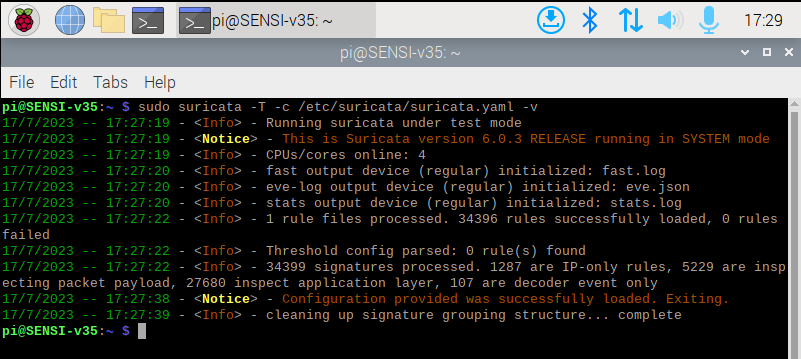 pi@SENSI-v35: ~
17:29
pi@SENSI-v35: ~
File Edit Tabs Help
pi@SENSI-v35:~ $ sudo suricata -T -c /etc/suricata/suricata.yaml -v
17/7/2023 -- 17:27:19 - <Info> - Running suricata under test mode
17/7/2023 -- 17:27:19 - <Notice> - This is Suricata version 6.0.3 RELEASE running in SYSTEM mode
17/7/2023 -- 17:27:19 - <Info> - CPUs/cores online: 4
17/7/2023 -- 17:27:20 - <Info> - fast output device (regular) initialized: fast.log
17/7/2023 -- 17:27:20 - <Info> - eve-log output device (regular) initialized: eve.json
17/7/2023 -- 17:27:20 - <Info> - stats output device (regular) initialized: stats.log
17/7/2023 -- 17:27:22 - <Info> - 1 rule files processed. 34396 rules successfully loaded, 0 rules
failed
17/7/2023 -- 17:27:22 - <Info> - Threshold config parsed: 0 rule(s) found
17/7/2023 -- 17:27:22 - <Info> - 34399 signatures processed. 1287 are IP-only rules, 5229 are insp
ecting packet payload, 27680 inspect application layer, 107 are decoder event only
17/7/2023 -- 17:27:38 - <Notice> - Configuration provided was successfully loaded. Exiting.
17/7/2023 -- 17:27:39 - <Info> - cleaning up signature grouping structure... complete
pi@SENSI-v35:~ $